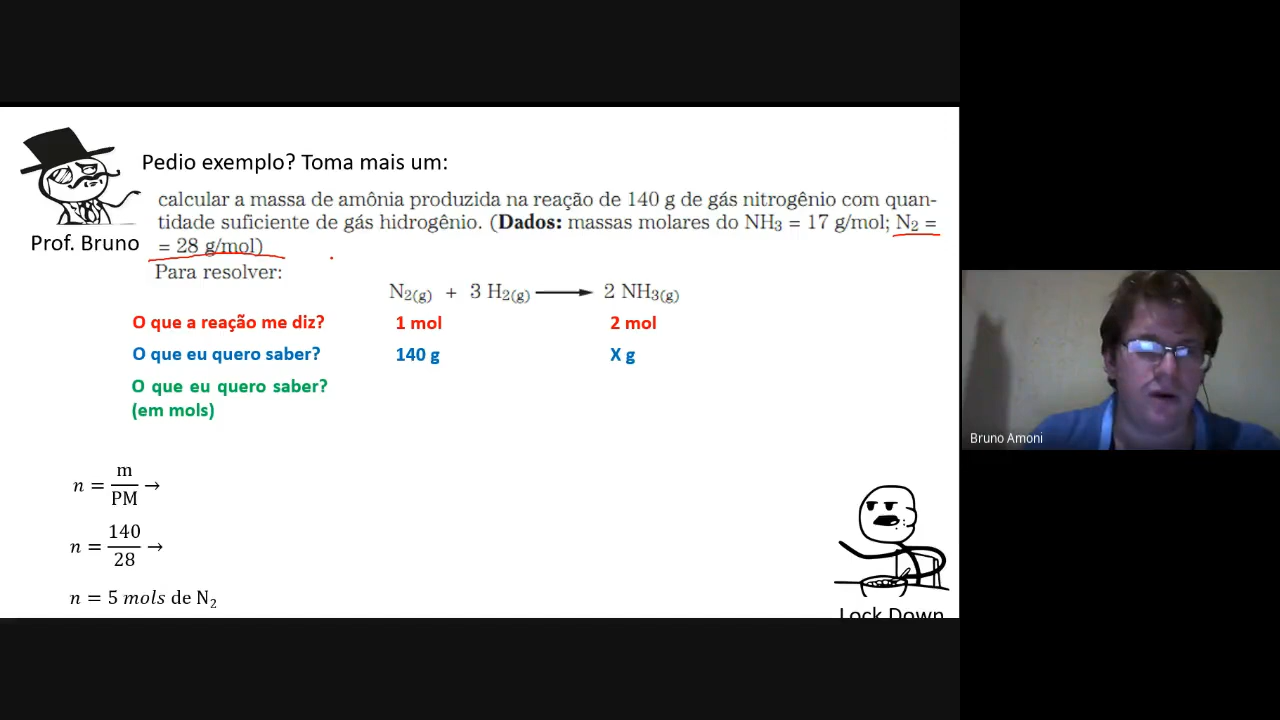 Pedio exemplo? Toma mais um:
calcular a massa de amônia produzida na reação de 140 g de gás nitrogênio com quan-
tidade suficiente de gás hidrogênio. (Dados: massas molares do NH3 = 17 g/mol; N2 =
= 28 g/mol)
Prof. Bruno
Para resolver:
N2(g) + 3 H2(g) ⟶ 2 NH3(g)
O que a reação me diz? 1 mol 2 mol
O que eu quero saber? 140 g X g
O que eu quero saber?
(em mols)
n = m/PM →
n = 140/28 →
n = 5 mols de N2
Lock Down
Bruno Amoni